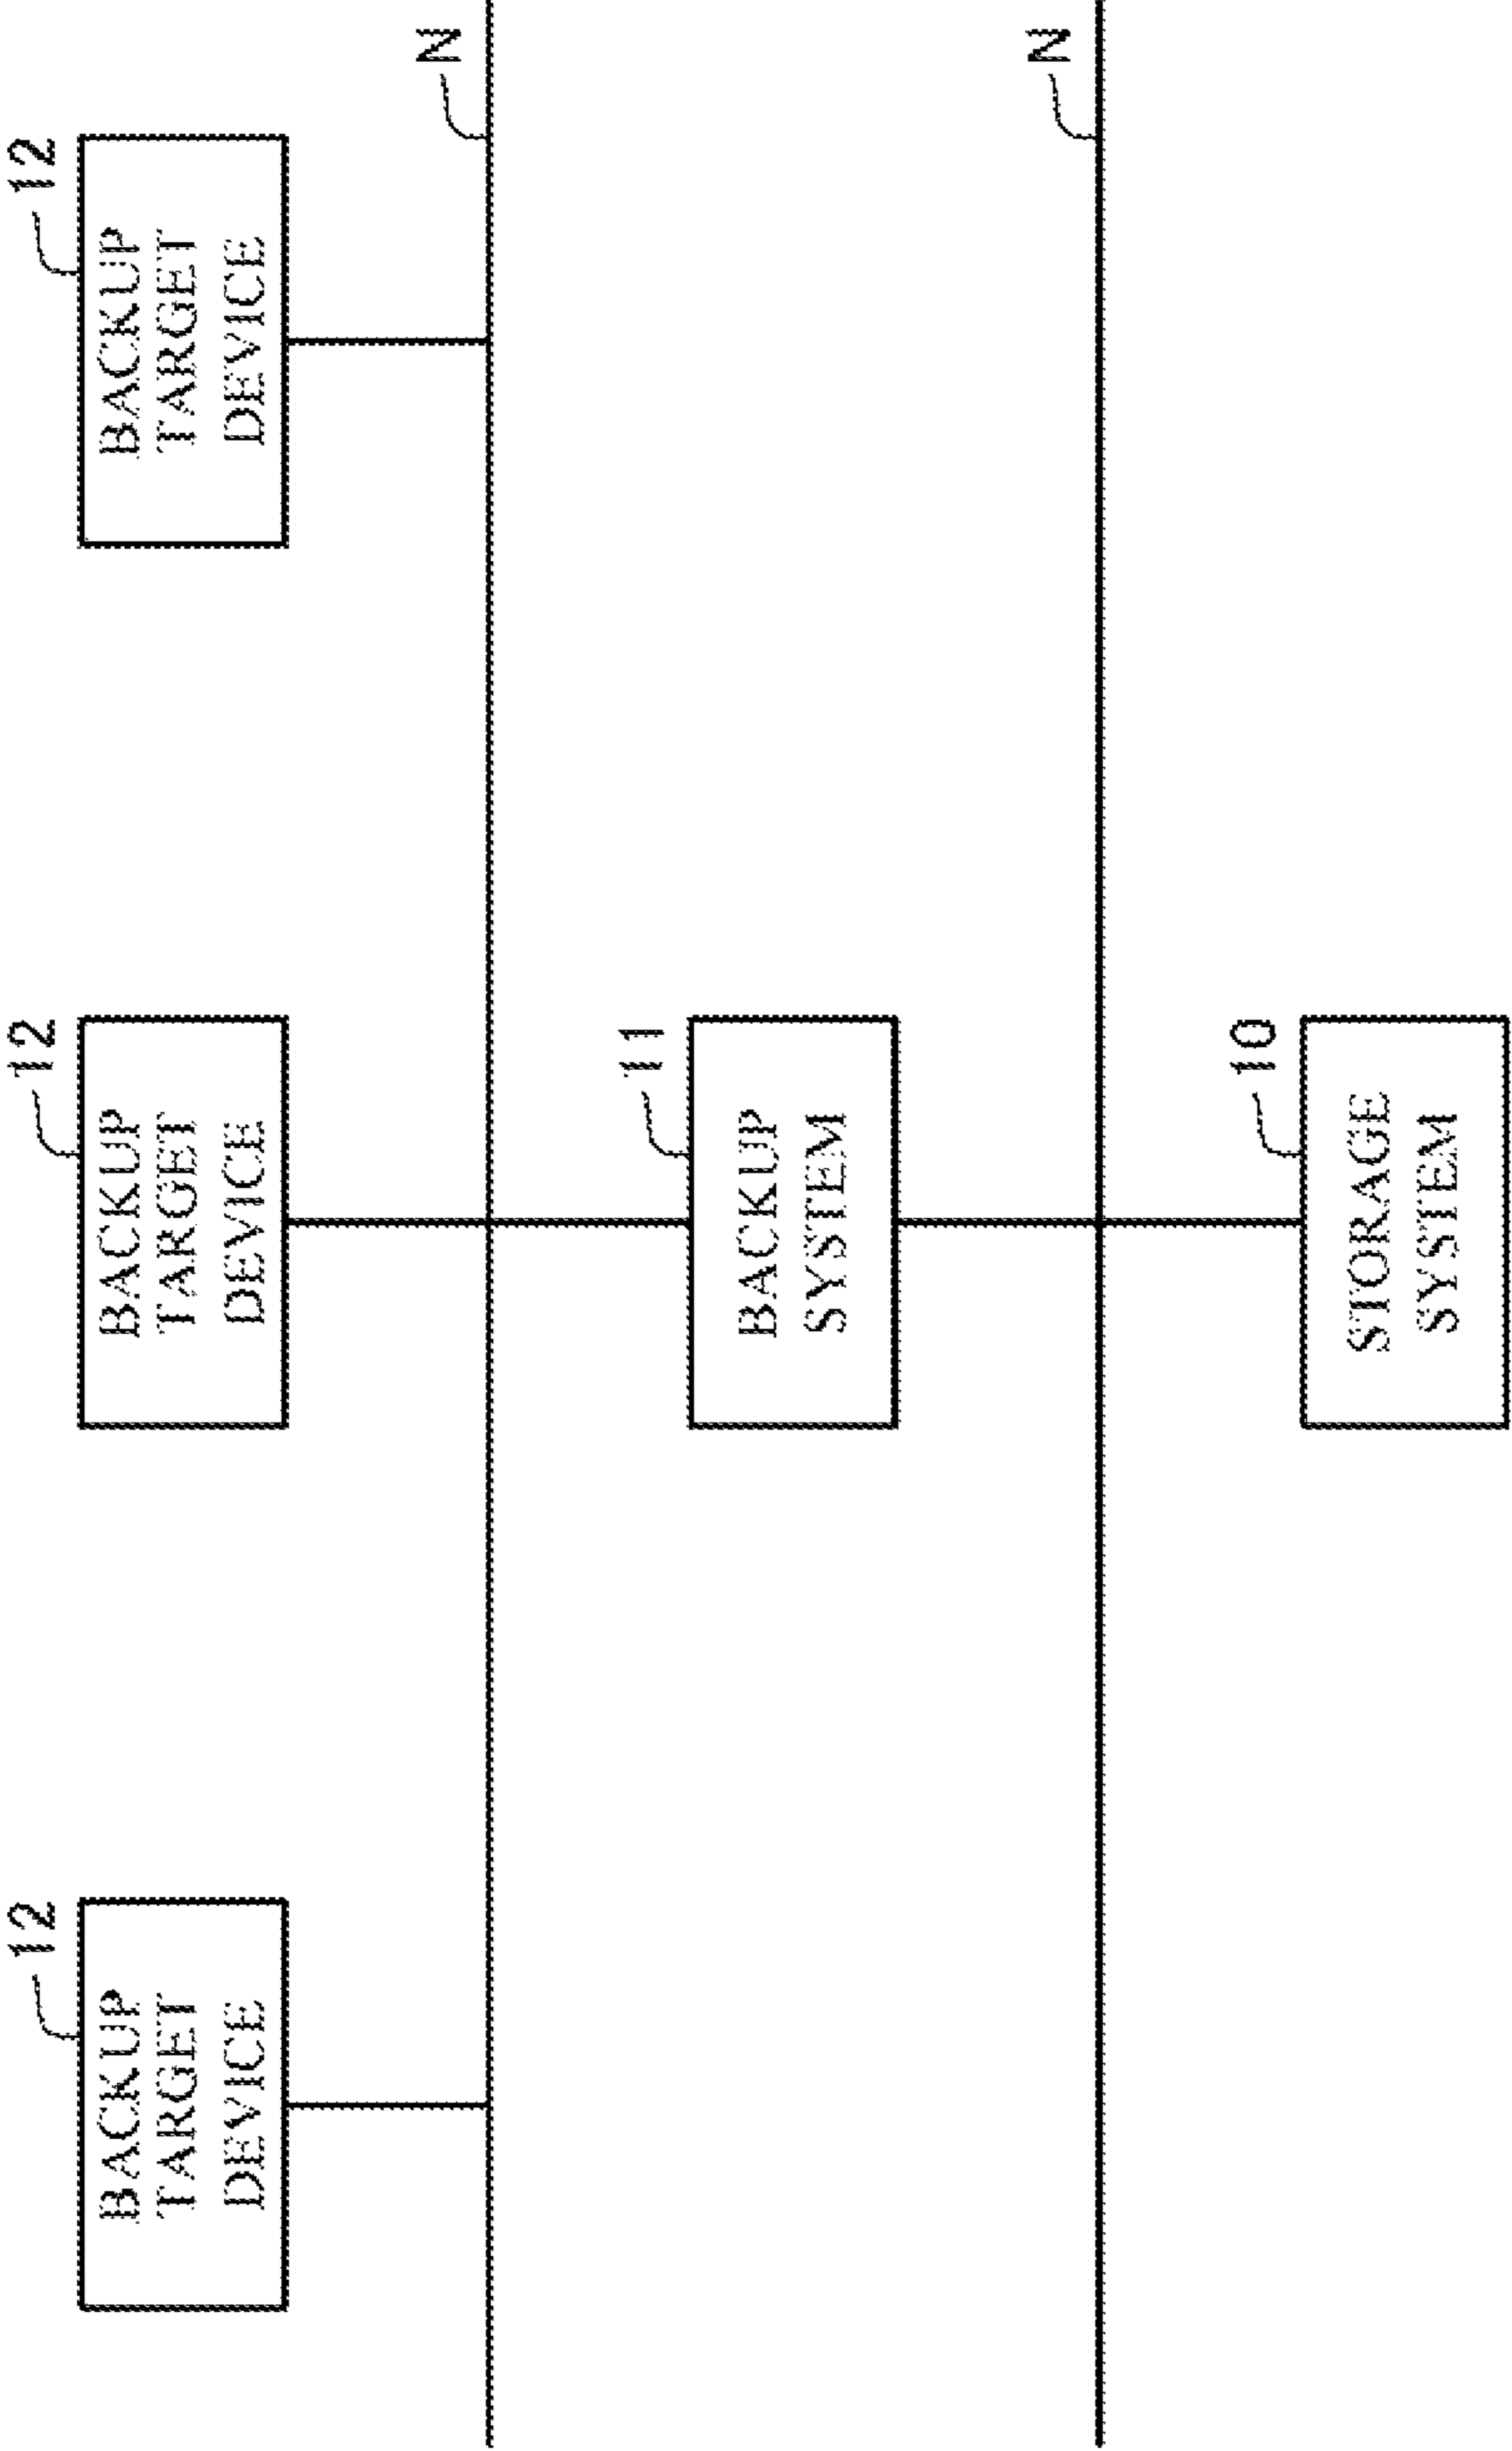 12
BACKUP
TARGET
DEVICE
12
BACKUP
TARGET
DEVICE
12
BACKUP
TARGET
DEVICE
N
11
BACKUP
SYSTEM
N
10
STORAGE
SYSTEM